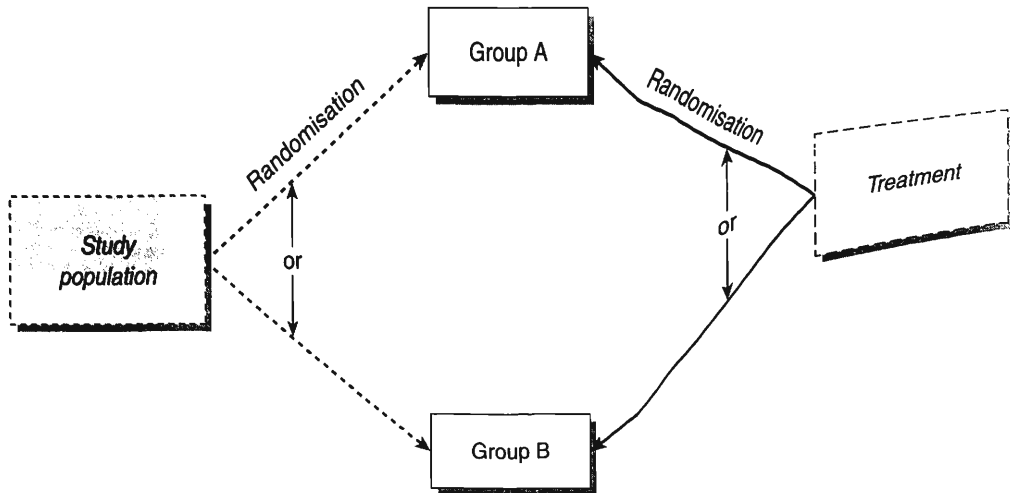 Group A
Randomisation
Randomisation
Treatment
Study
population
or
or
Group B